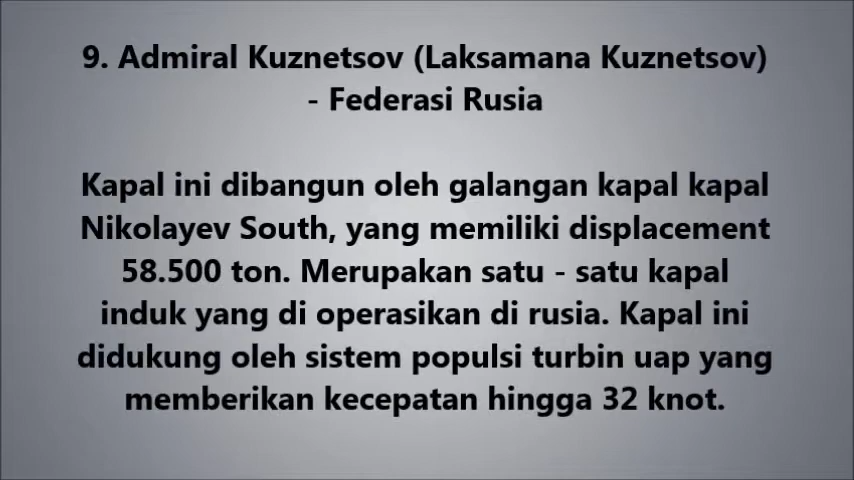 9. Admiral Kuznetsov (Laksamana Kuznetsov)
- Federasi Rusia
Kapal ini dibangun oleh galangan kapal kapal
Nikolayev South, yang memiliki displacement
58.500 ton. Merupakan satu - satu kapal
induk yang di operasikan di rusia. Kapal ini
didukung oleh sistem populsi turbin uap yang
memberikan kecepatan hingga 32 knot.